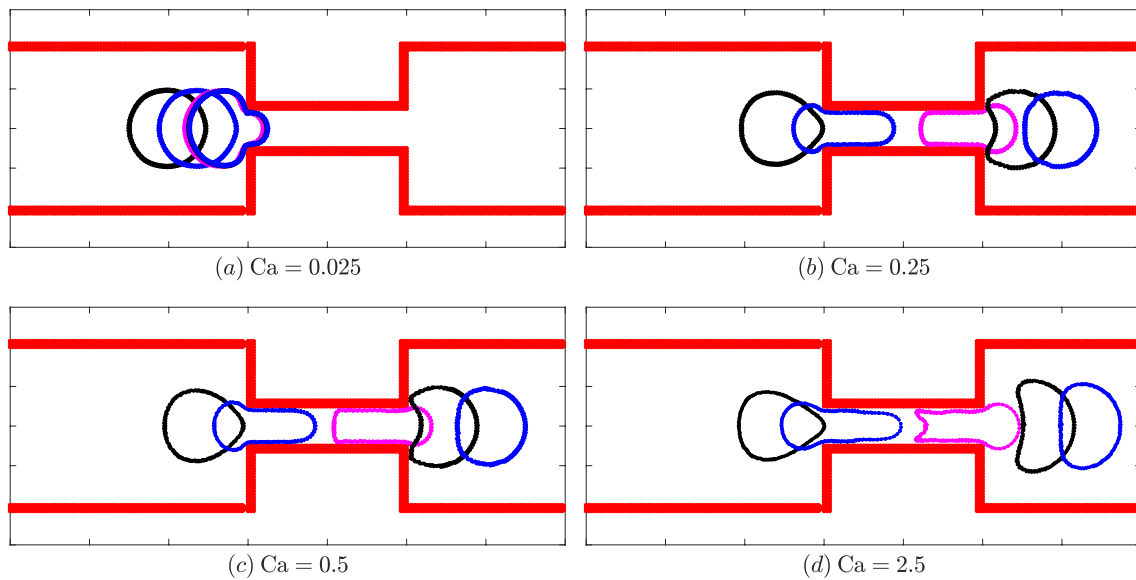 (a) Ca = 0.025
(b) Ca = 0.25
(c) Ca = 0.5
(d) Ca = 2.5